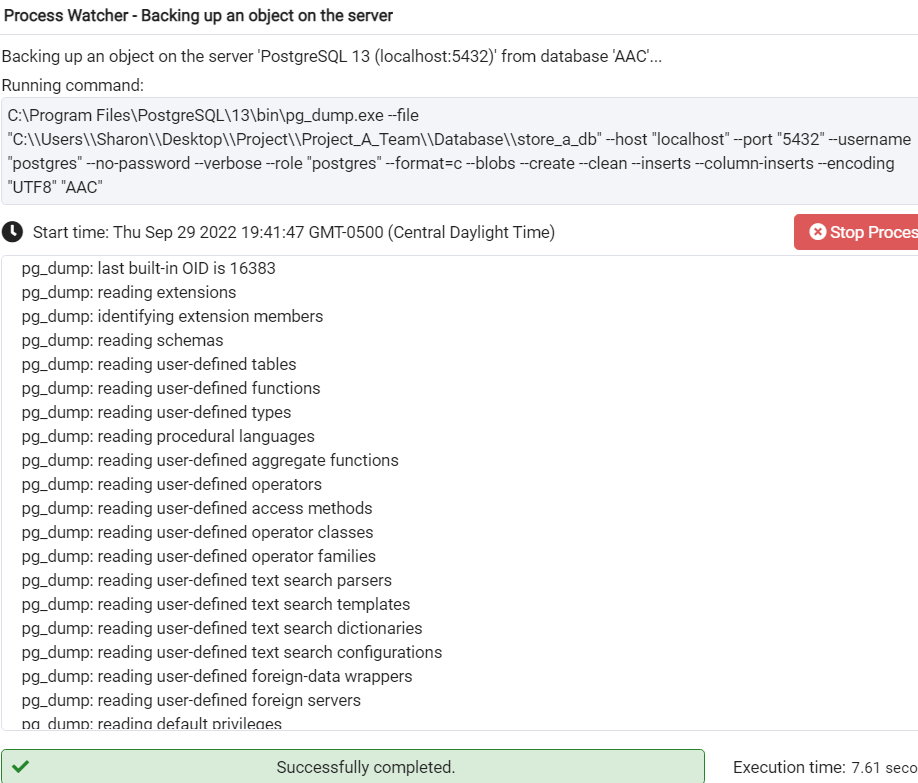 Process Watcher - Backing up an object on the server
Backing up an object on the server 'PostgreSQL 13 (localhost:5432)' from database 'AAC'...
Running command:
C:\Program Files\PostgreSQL\13\bin\pg_dump.exe --file
"C:\\Users\\Sharon\\Desktop\\Project\\Project_A_Team\\Database\\store_a_db" --host "localhost" --port "5432" --username
"postgres" --no-password --verbose --role "postgres" --format=c --blobs --create --clean --inserts --column-inserts --encoding
"UTF8" "AAC"
Start time: Thu Sep 29 2022 19:41:47 GMT-0500 (Central Daylight Time)
Stop Proces
pg_dump: last built-in OID is 16383
pg_dump: reading extensions
pg_dump: identifying extension members
pg_dump: reading schemas
pg_dump: reading user-defined tables
pg_dump: reading user-defined functions
pg_dump: reading user-defined types
pg_dump: reading procedural languages
pg_dump: reading user-defined aggregate functions
pg_dump: reading user-defined operators
pg_dump: reading user-defined access methods
pg_dump: reading user-defined operator classes
pg_dump: reading user-defined operator families
pg_dump: reading user-defined text search parsers
pg_dump: reading user-defined text search templates
pg_dump: reading user-defined text search dictionaries
pg_dump: reading user-defined text search configurations
pg_dump: reading user-defined foreign-data wrappers
pg_dump: reading user-defined foreign servers
pg_dump: reading default privileges
Successfully completed.
Execution time: 7.61 seco